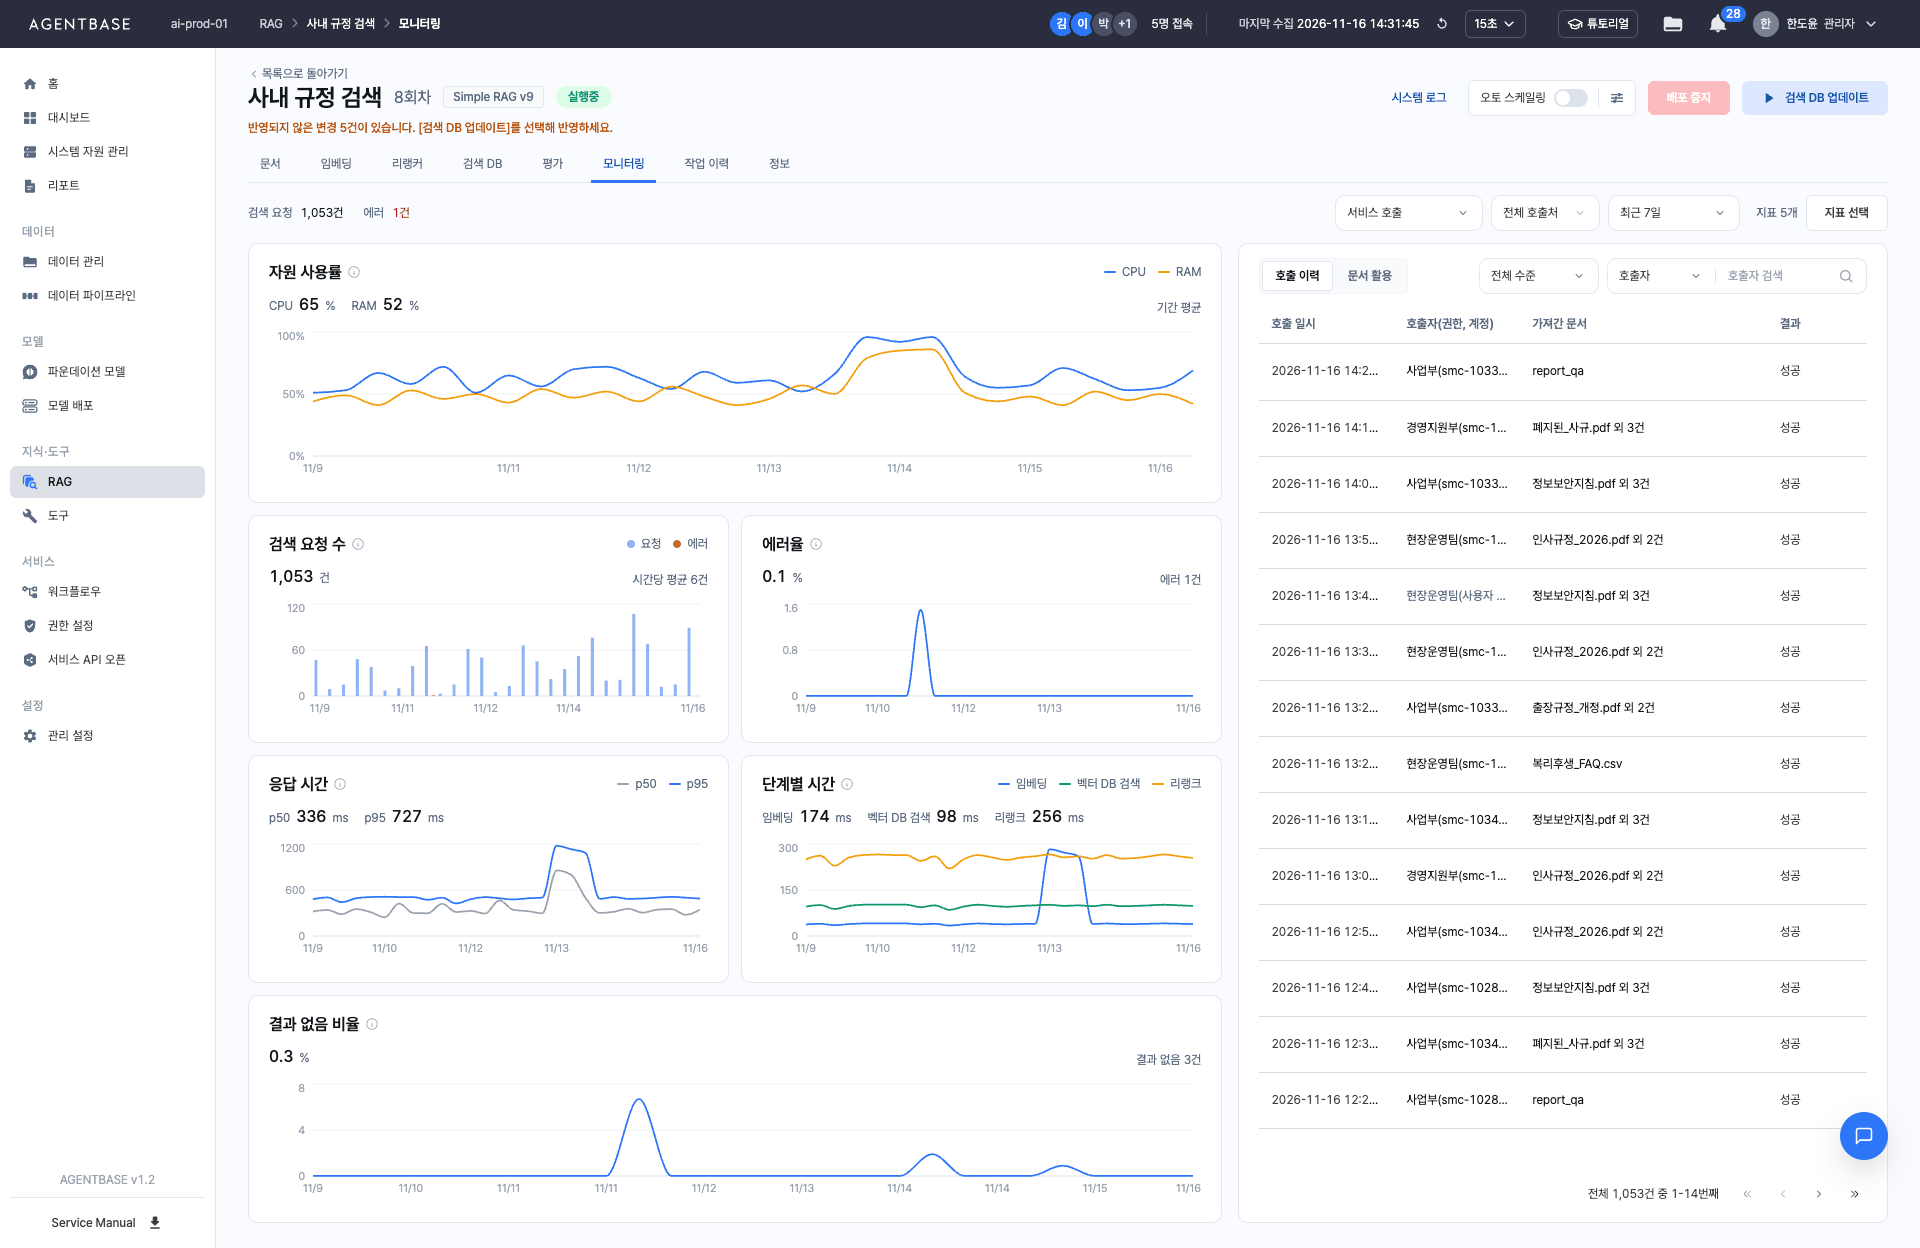 AGENTBASE ai-prod-01 RAG 사내 규정 검색 모니터링 김 이 박 +1 5명 접속 마지막 수집 2026-11-16 14:31:45 15초 튜토리얼 28 한 한도윤 관리자
홈
대시보드
시스템 자원 관리
리포트
데이터
데이터 관리
데이터 파이프라인
모델
파운데이션 모델
모델 배포
지식·도구
RAG
도구
서비스
워크플로우
권한 설정
서비스 API 오픈
설정
관리 설정
AGENTBASE v1.2
Service Manual
목록으로 돌아가기
사내 규정 검색 8회차 Simple RAG v9 실행중
반영되지 않은 변경 5건이 있습니다. [검색 DB 업데이트]를 선택해 반영하세요.
시스템 로그 오토 스케일링 배포 중지 검색 DB 업데이트
문서 임베딩 리랭커 검색 DB 평가 모니터링 작업 이력 정보
검색 요청 1,053건 에러 1건 서비스 호출 전체 호출처 최근 7일 지표 5개 지표 선택
자원 사용률 CPU RAM
CPU 65 % RAM 52 % 기간 평균
100%
50%
0%
11/9 11/11 11/12 11/13 11/14 11/15 11/16
검색 요청 수 요청 에러
1,053 건 시간당 평균 6건
120
60
0
11/9 11/11 11/12 11/14 11/16
에러율
0.1 % 에러 1건
1.6
0.8
0
11/9 11/10 11/12 11/13 11/16
응답 시간 p50 p95
p50 336 ms p95 727 ms
1200
600
0
11/9 11/10 11/12 11/13 11/16
단계별 시간 임베딩 벡터 DB 검색 리랭크
임베딩 174 ms 벡터 DB 검색 98 ms 리랭크 256 ms
300
150
0
11/9 11/10 11/12 11/13 11/16
결과 없음 비율
0.3 % 결과 없음 3건
8
4
0
11/9 11/10 11/11 11/11 11/12 11/13 11/14 11/14 11/15 11/16
호출 이력 문서 활용 전체 수준 호출자 호출자 검색
호출 일시 호출자(권한, 계정) 가져간 문서 결과
2026-11-16 14:2... 사업부(smc-1033... report_qa 성공
2026-11-16 14:1... 경영지원부(smc-1... 폐지된_사규.pdf 외 3건 성공
2026-11-16 14:0... 사업부(smc-1033... 정보보안지침.pdf 외 3건 성공
2026-11-16 13:5... 현장운영팀(smc-1... 인사규정_2026.pdf 외 2건 성공
2026-11-16 13:4... 현장운영팀(사용자 ... 정보보안지침.pdf 외 3건 성공
2026-11-16 13:3... 현장운영팀(smc-1... 인사규정_2026.pdf 외 2건 성공
2026-11-16 13:2... 사업부(smc-1033... 출장규정_개정.pdf 외 2건 성공
2026-11-16 13:2... 현장운영팀(smc-1... 복리후생_FAQ.csv 성공
2026-11-16 13:1... 사업부(smc-1034... 정보보안지침.pdf 외 3건 성공
2026-11-16 13:0... 경영지원부(smc-1... 인사규정_2026.pdf 외 2건 성공
2026-11-16 12:5... 사업부(smc-1034... 인사규정_2026.pdf 외 2건 성공
2026-11-16 12:4... 사업부(smc-1028... 정보보안지침.pdf 외 3건 성공
2026-11-16 12:3... 사업부(smc-1034... 폐지된_사규.pdf 외 3건 성공
2026-11-16 12:2... 사업부(smc-1028... report_qa 성공
전체 1,053건 중 1-14번째